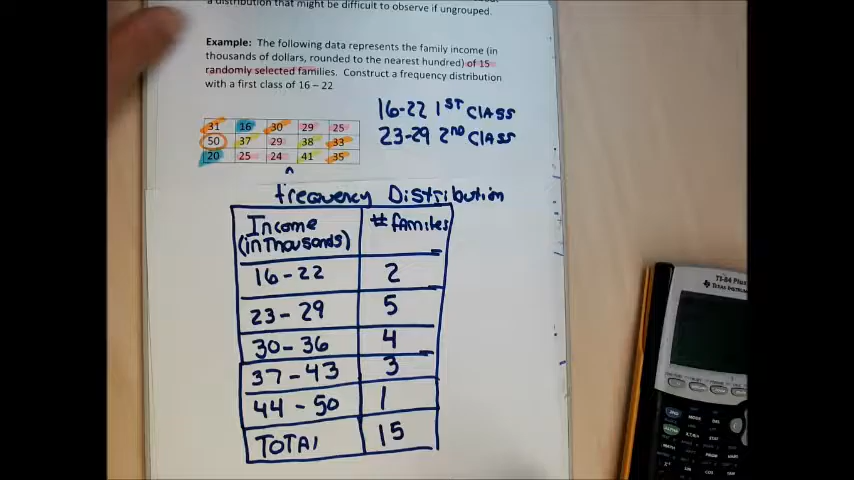 a distribution that might be difficult to observe if ungrouped.
Example: The following data represents the family income (in
thousands of dollars, rounded to the nearest hundred) of 15
randomly selected families. Construct a frequency distribution
with a first class of 16 – 22
16-22 1ST CLASS
23-29 2nd CLASS
31 16 30 29 25
50 37 29 38 33
20 25 24 41 35
frequency Distribution
Income # familes
(in Thousands)
16-22 2
23-29 5
30-36 4
37-43 3
44-50 1
TOTAl 15
TI-84 Plus
TEXAS INSTRUMENTS